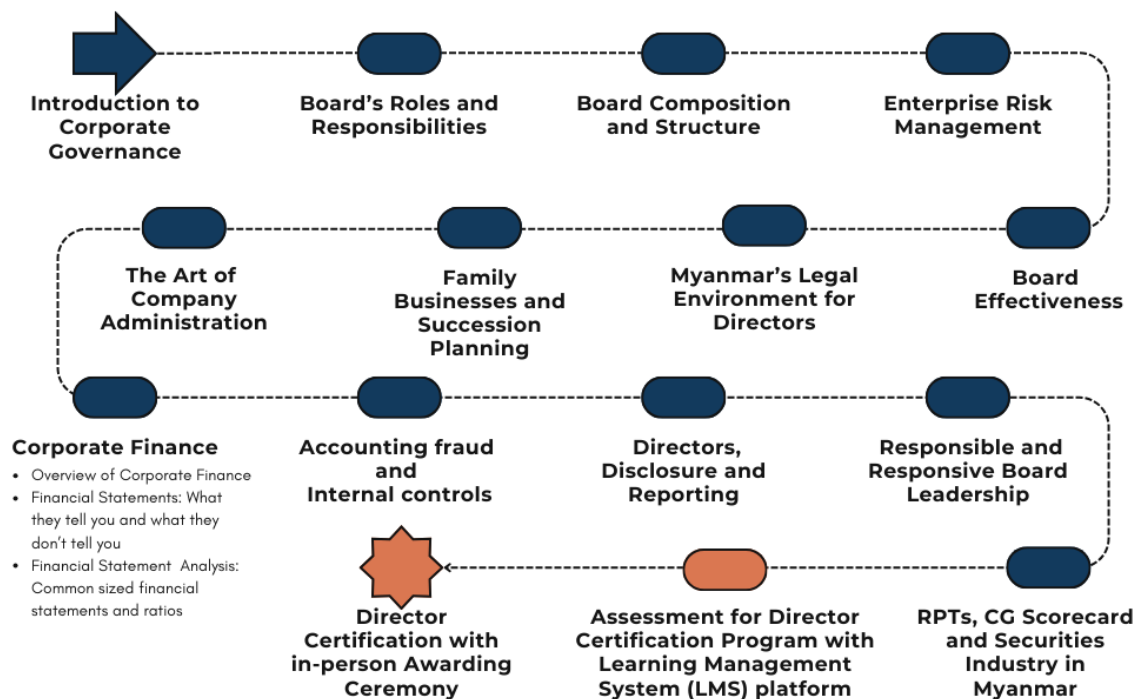 Introduction to
Corporate
Governance
Board's Roles and
Responsibilities
Board Composition
and Structure
Enterprise Risk
Management
Board
Effectiveness
Myanmar's Legal
Environment for
Directors
Family
Businesses and
Succession
Planning
The Art of
Company
Administration
Corporate Finance
• Overview of Corporate Finance
• Financial Statements: What
they tell you and what they
don't tell you
• Financial Statement Analysis:
Common sized financial
statements and ratios
Accounting fraud
and
Internal controls
Directors,
Disclosure and
Reporting
Responsible and
Responsive Board
Leadership
RPTs, CG Scorecard
and Securities
Industry in
Myanmar
Assessment for Director
Certification Program with
Learning Management
System (LMS) platform
Director
Certification with
in-person Awarding
Ceremony